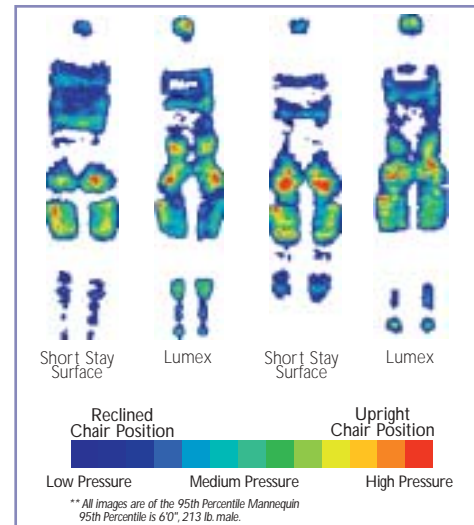 Short Stay Surface
Lumex
Short Stay Surface
Lumex
Reclined Chair Position
Upright Chair Position
Low Pressure
Medium Pressure
High Pressure
** All images are of the 95th Percentile Mannequin
95th Percentile is 6'0", 213 lb. male.